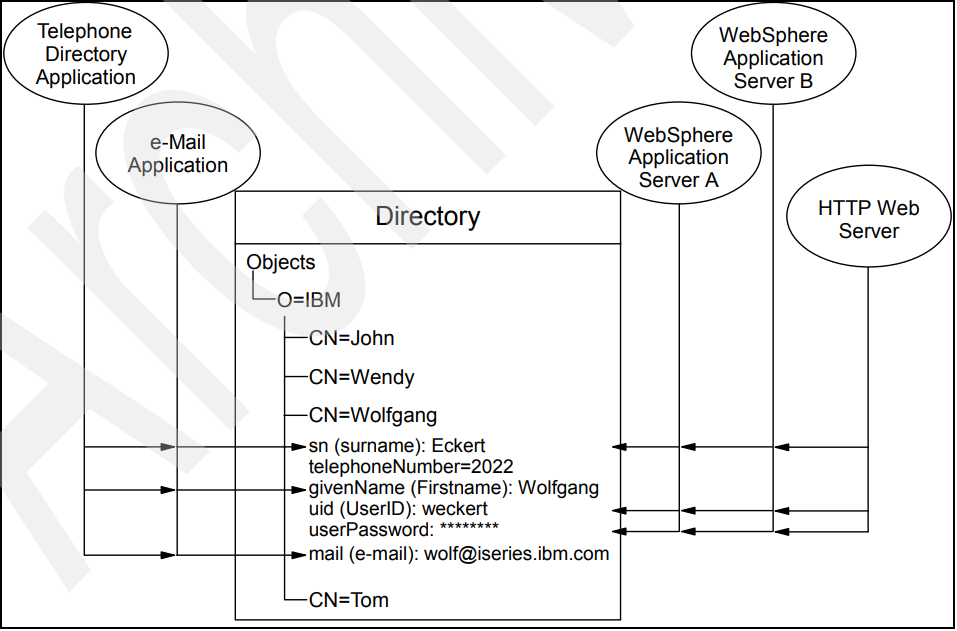 Telephone
Directory
Application
e-Mail
Application
WebSphere
Application
Server B
WebSphere
Application
Server A
HTTP Web
Server
Directory
Objects
O=IBM
CN=John
CN=Wendy
CN=Wolfgang
sn (surname): Eckert
telephoneNumber=2022
givenName (Firstname): Wolfgang
uid (UserID): weckert
userPassword: ********
mail (e-mail): wolf@iseries.ibm.com
CN=Tom